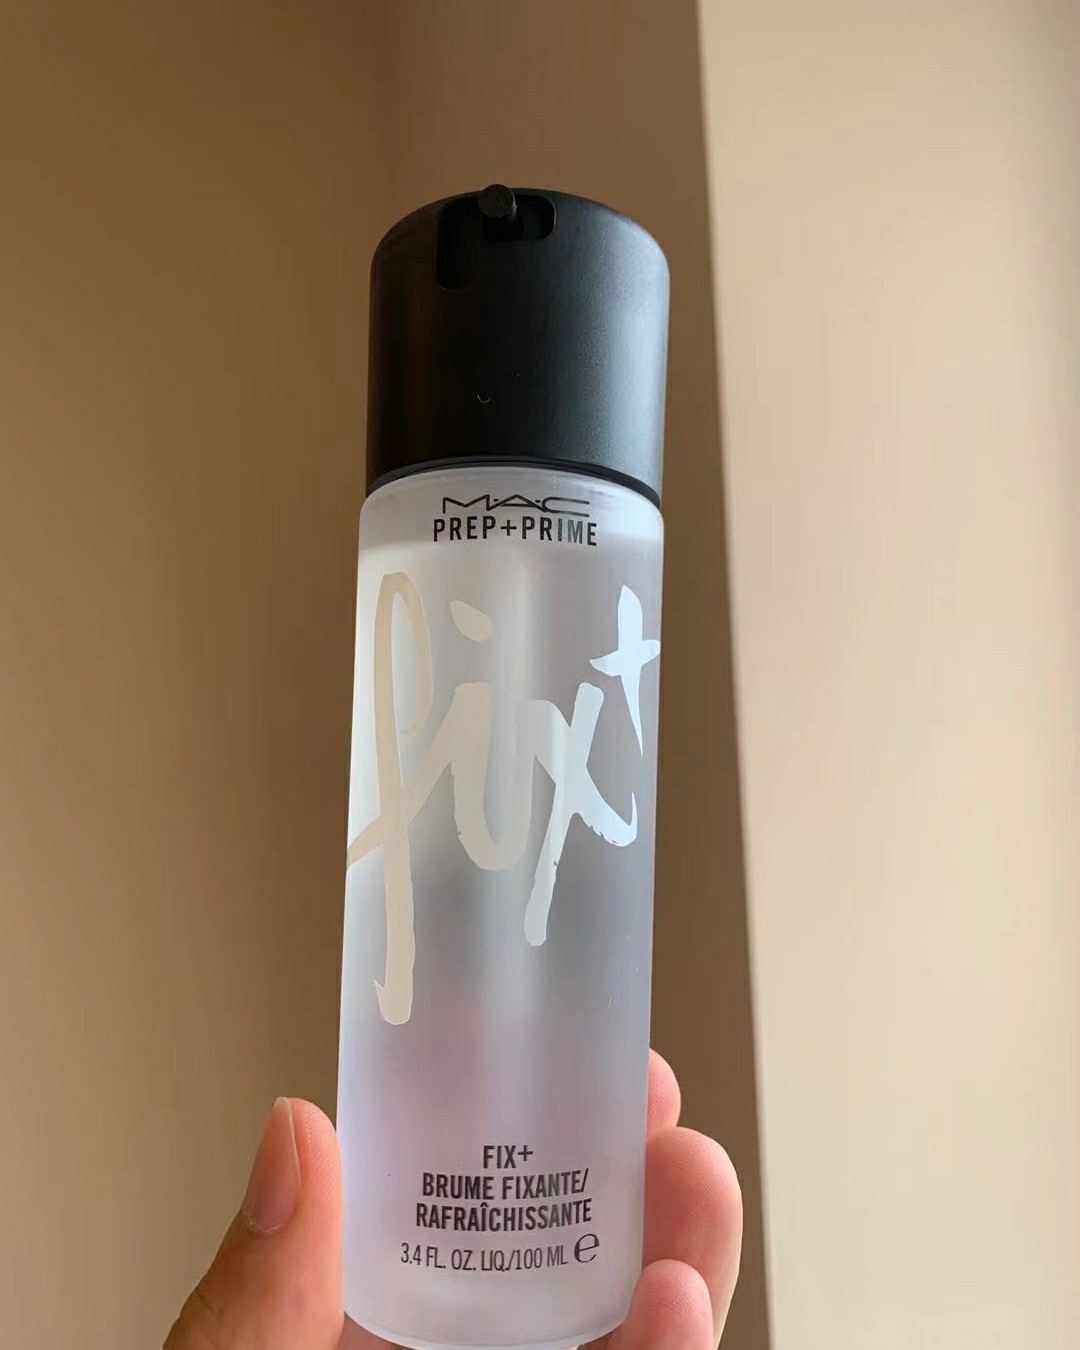 M·A·C
PREP+PRIME
fix+
FIX+
BRUME FIXANTE/
RAFRAÎCHISSANTE
3.4 FL. OZ. LIQ./100 ML e